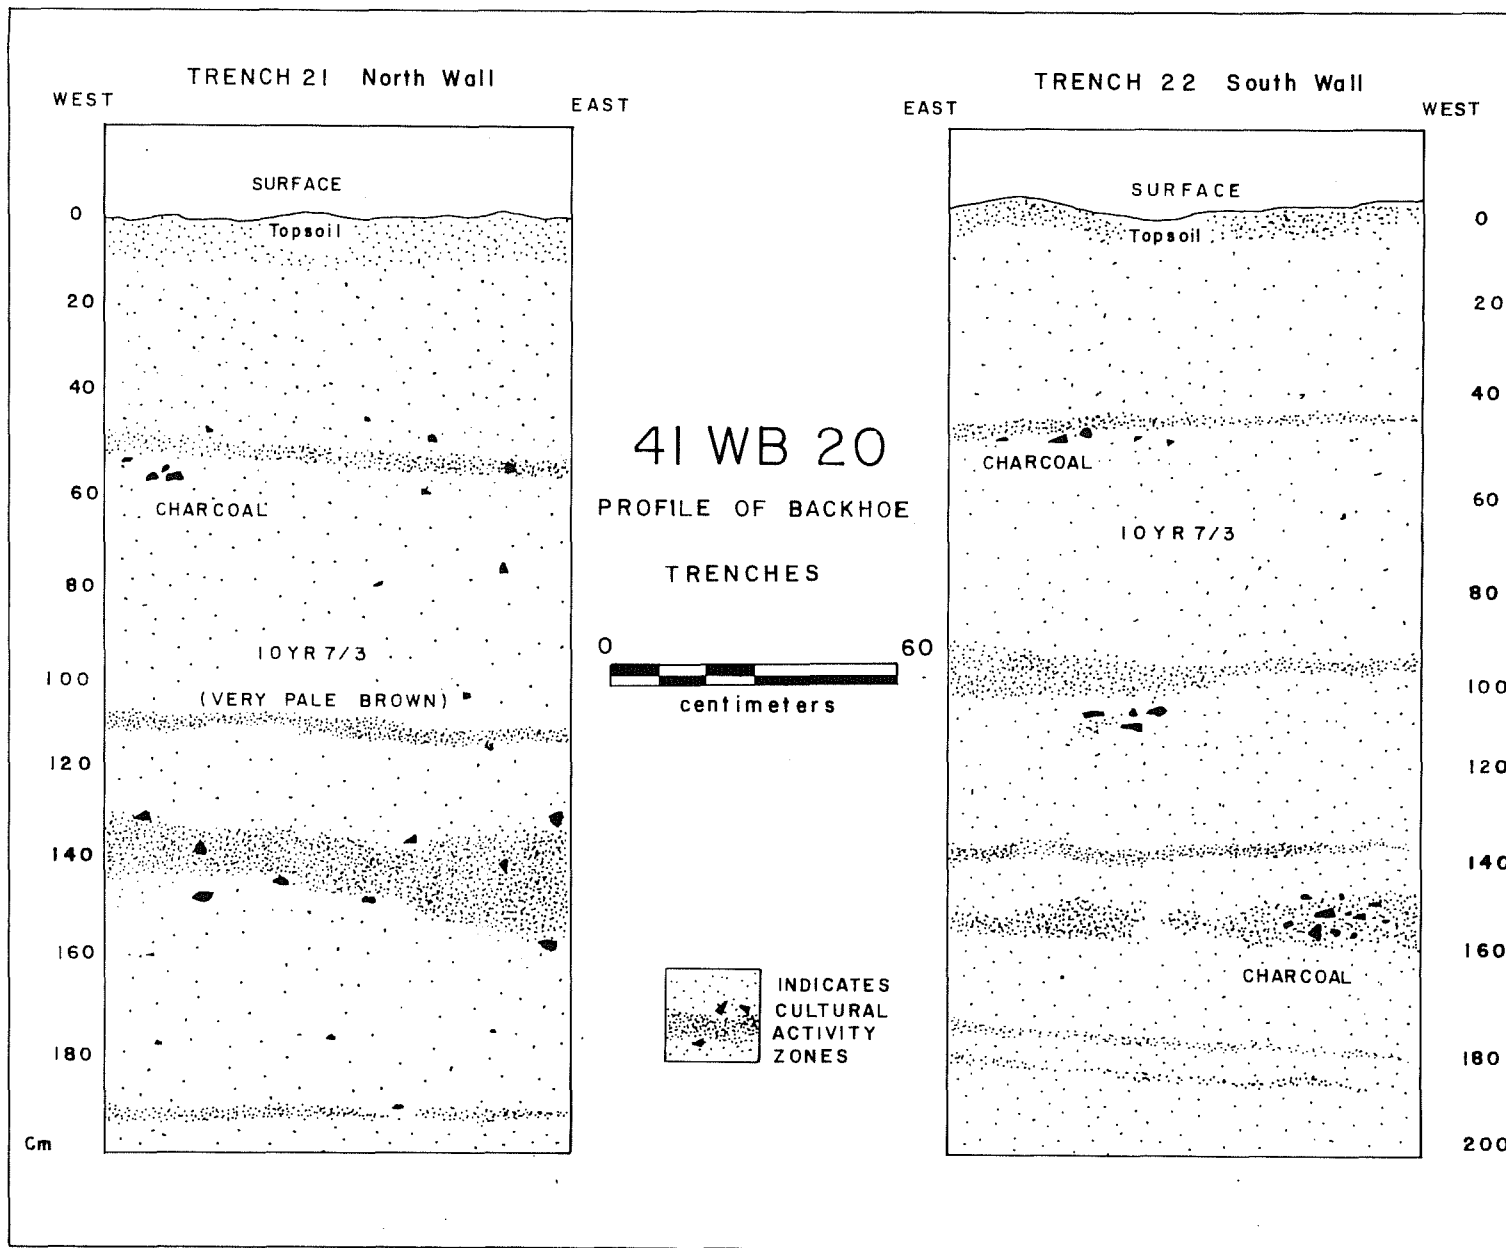 TRENCH 21 North Wall
WEST
EAST
SURFACE
Topsoil
0
20
40
60
80
100
120
140
160
180
Cm
CHARCOAL
10YR 7/3
(VERY PALE BROWN)
41 WB 20
PROFILE OF BACKHOE
TRENCHES
0 60
centimeters
INDICATES
CULTURAL
ACTIVITY
ZONES
TRENCH 22 South Wall
EAST
WEST
SURFACE
Topsoil
CHARCOAL
10YR 7/3
CHARCOAL
0
20
40
60
80
100
120
140
160
180
200